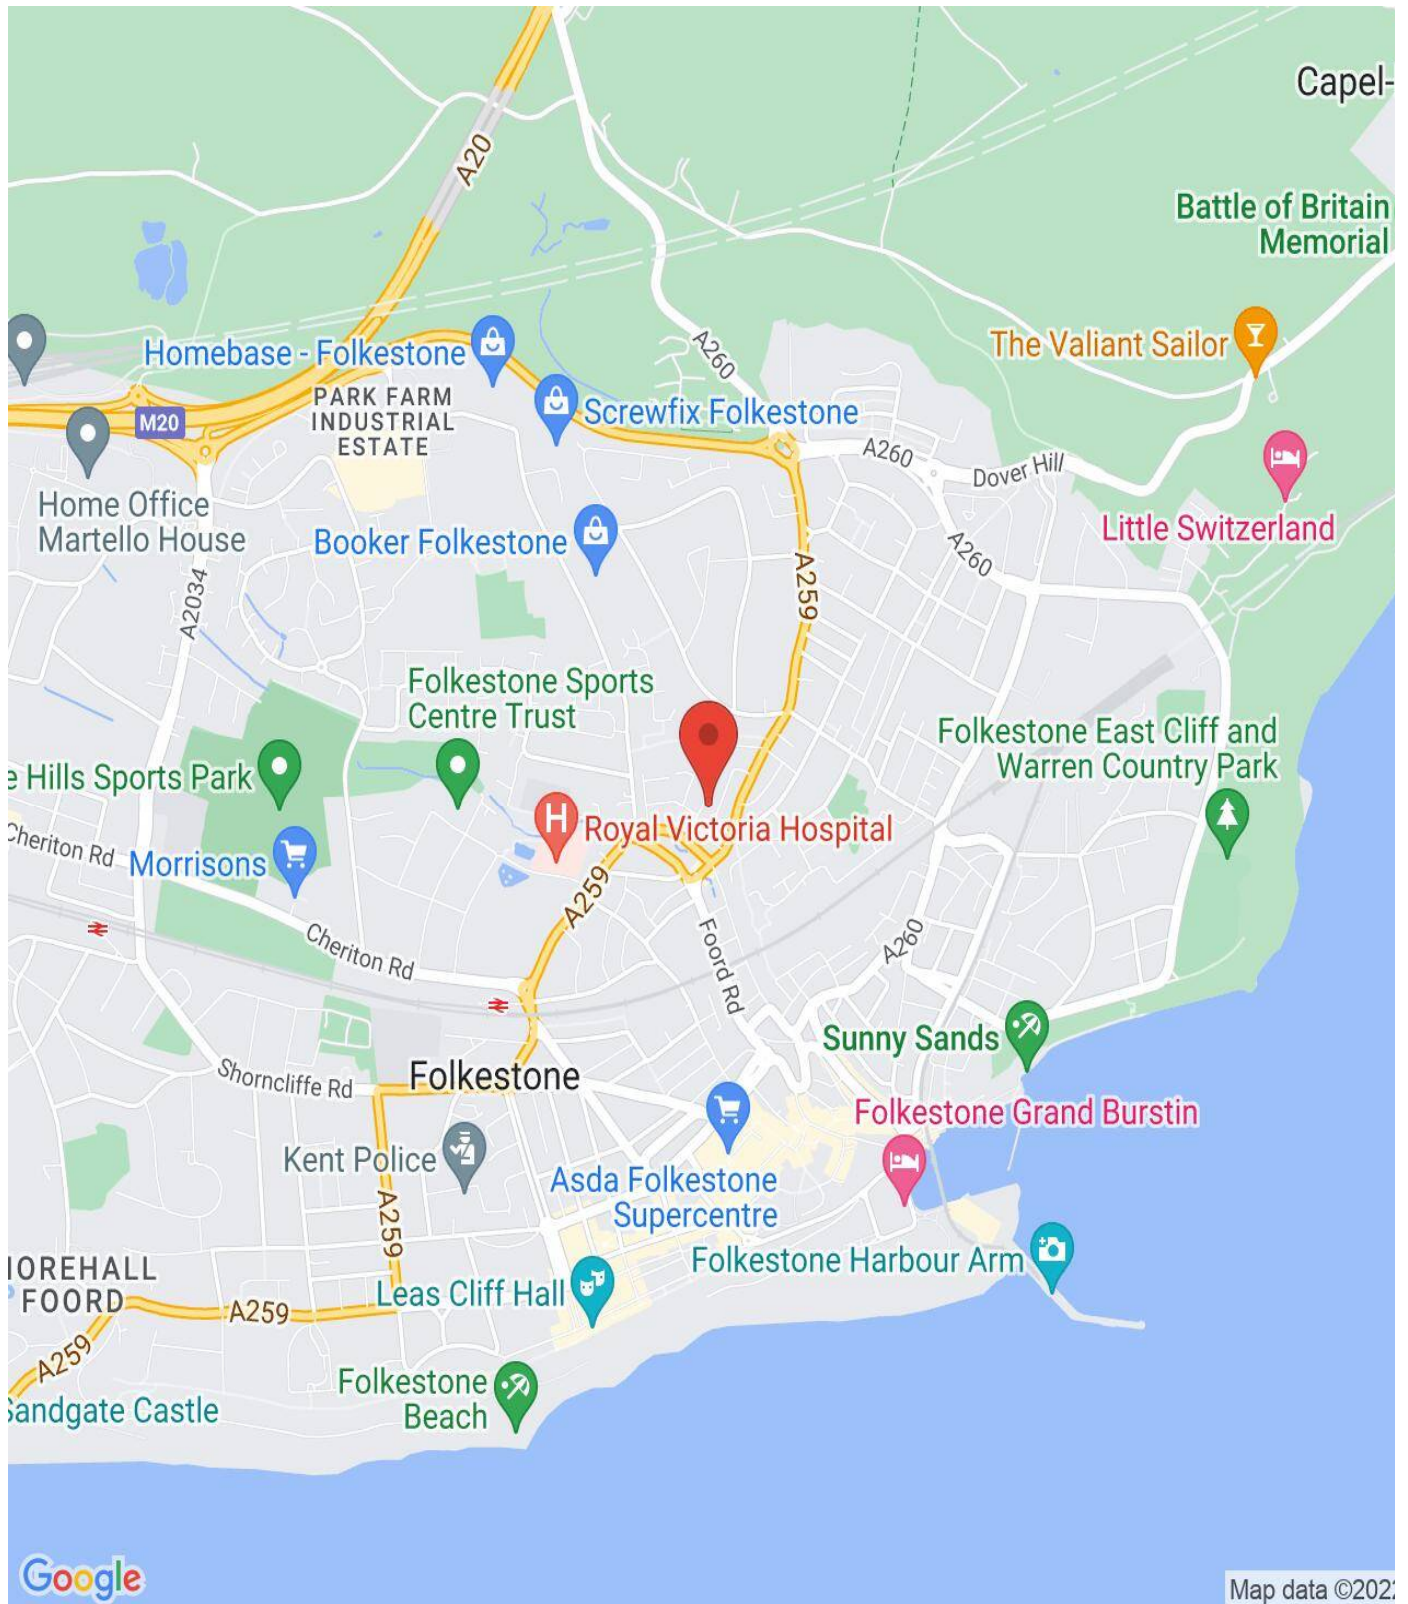 Capel-
A20
Battle of Britain
Memorial
A260
The Valiant Sailor
Homebase - Folkestone
PARK FARM
INDUSTRIAL
ESTATE
Screwfix Folkestone
M20
A260
Dover Hill
Home Office
Martello House
Booker Folkestone
Little Switzerland
A260
A259
A2034
Folkestone Sports
Centre Trust
Folkestone East Cliff and
Warren Country Park
e Hills Sports Park
H
Royal Victoria Hospital
Cheriton Rd
Morrisons
A259
Cheriton Rd
Foord Rd
A260
Sunny Sands
Folkestone
Shorncliffe Rd
Folkestone Grand Burstin
Kent Police
Asda Folkestone
Supercentre
A259
Folkestone Harbour Arm
Leas Cliff Hall
FOORD
A259
A259
Folkestone
Beach
Sandgate Castle
Google
Map data ©2022